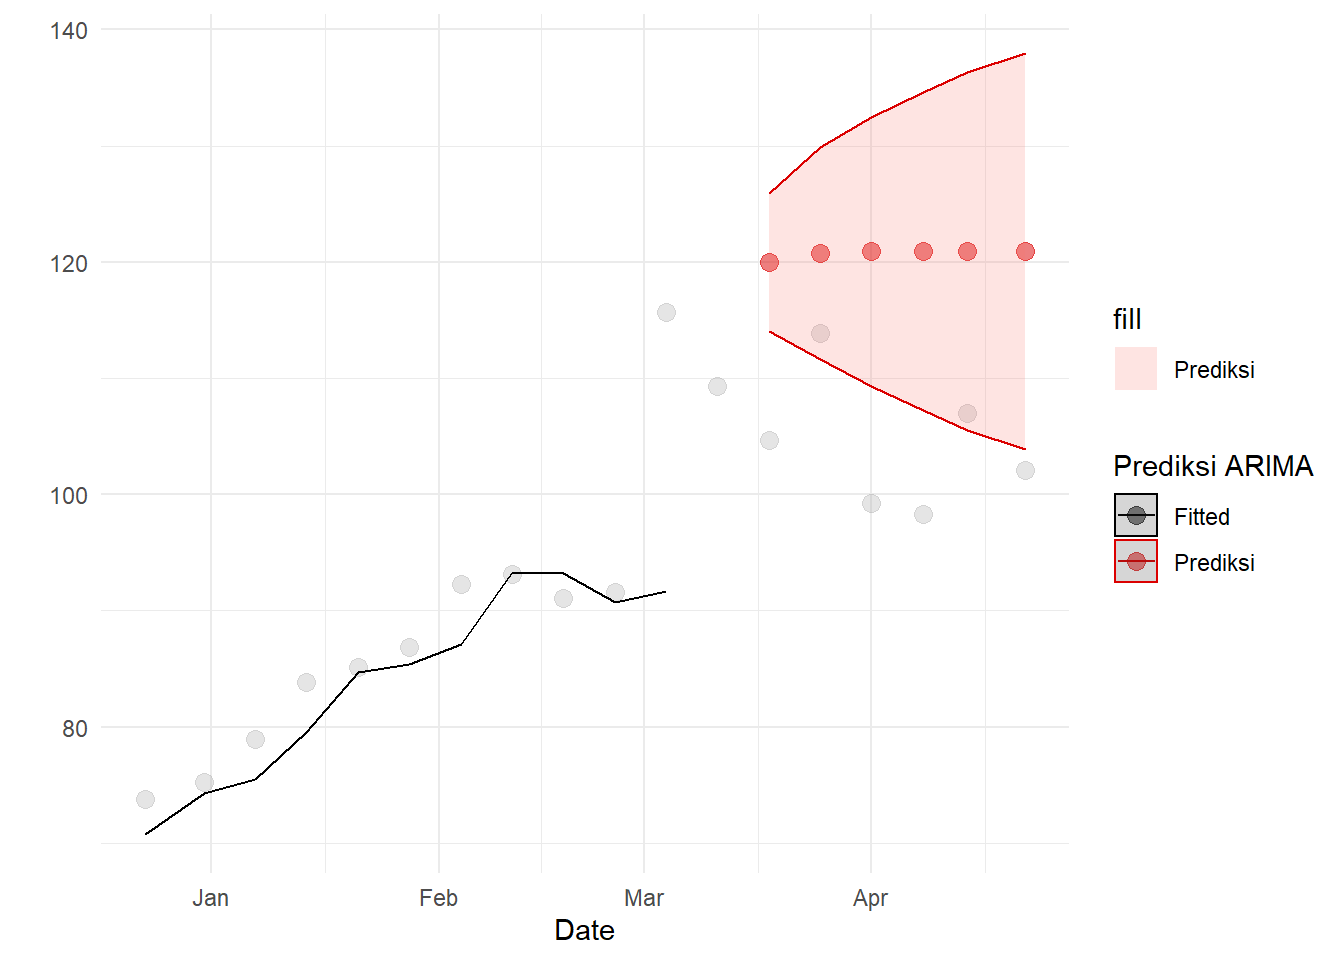 140
120
100
80
Jan Feb Mar Apr
Date
fill
Prediksi
Prediksi ARIMA
Fitted
Prediksi